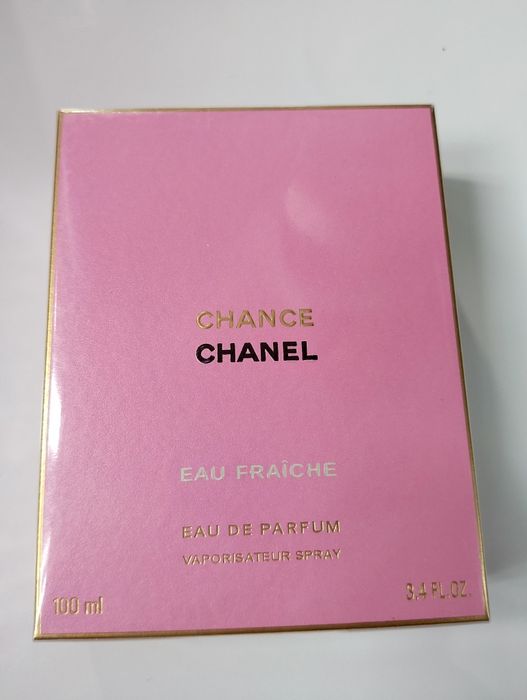 CHANCE
CHANEL
EAU FRAÎCHE
EAU DE PARFUM
VAPORISATEUR SPRAY
100 ml 3.4 FL.OZ.